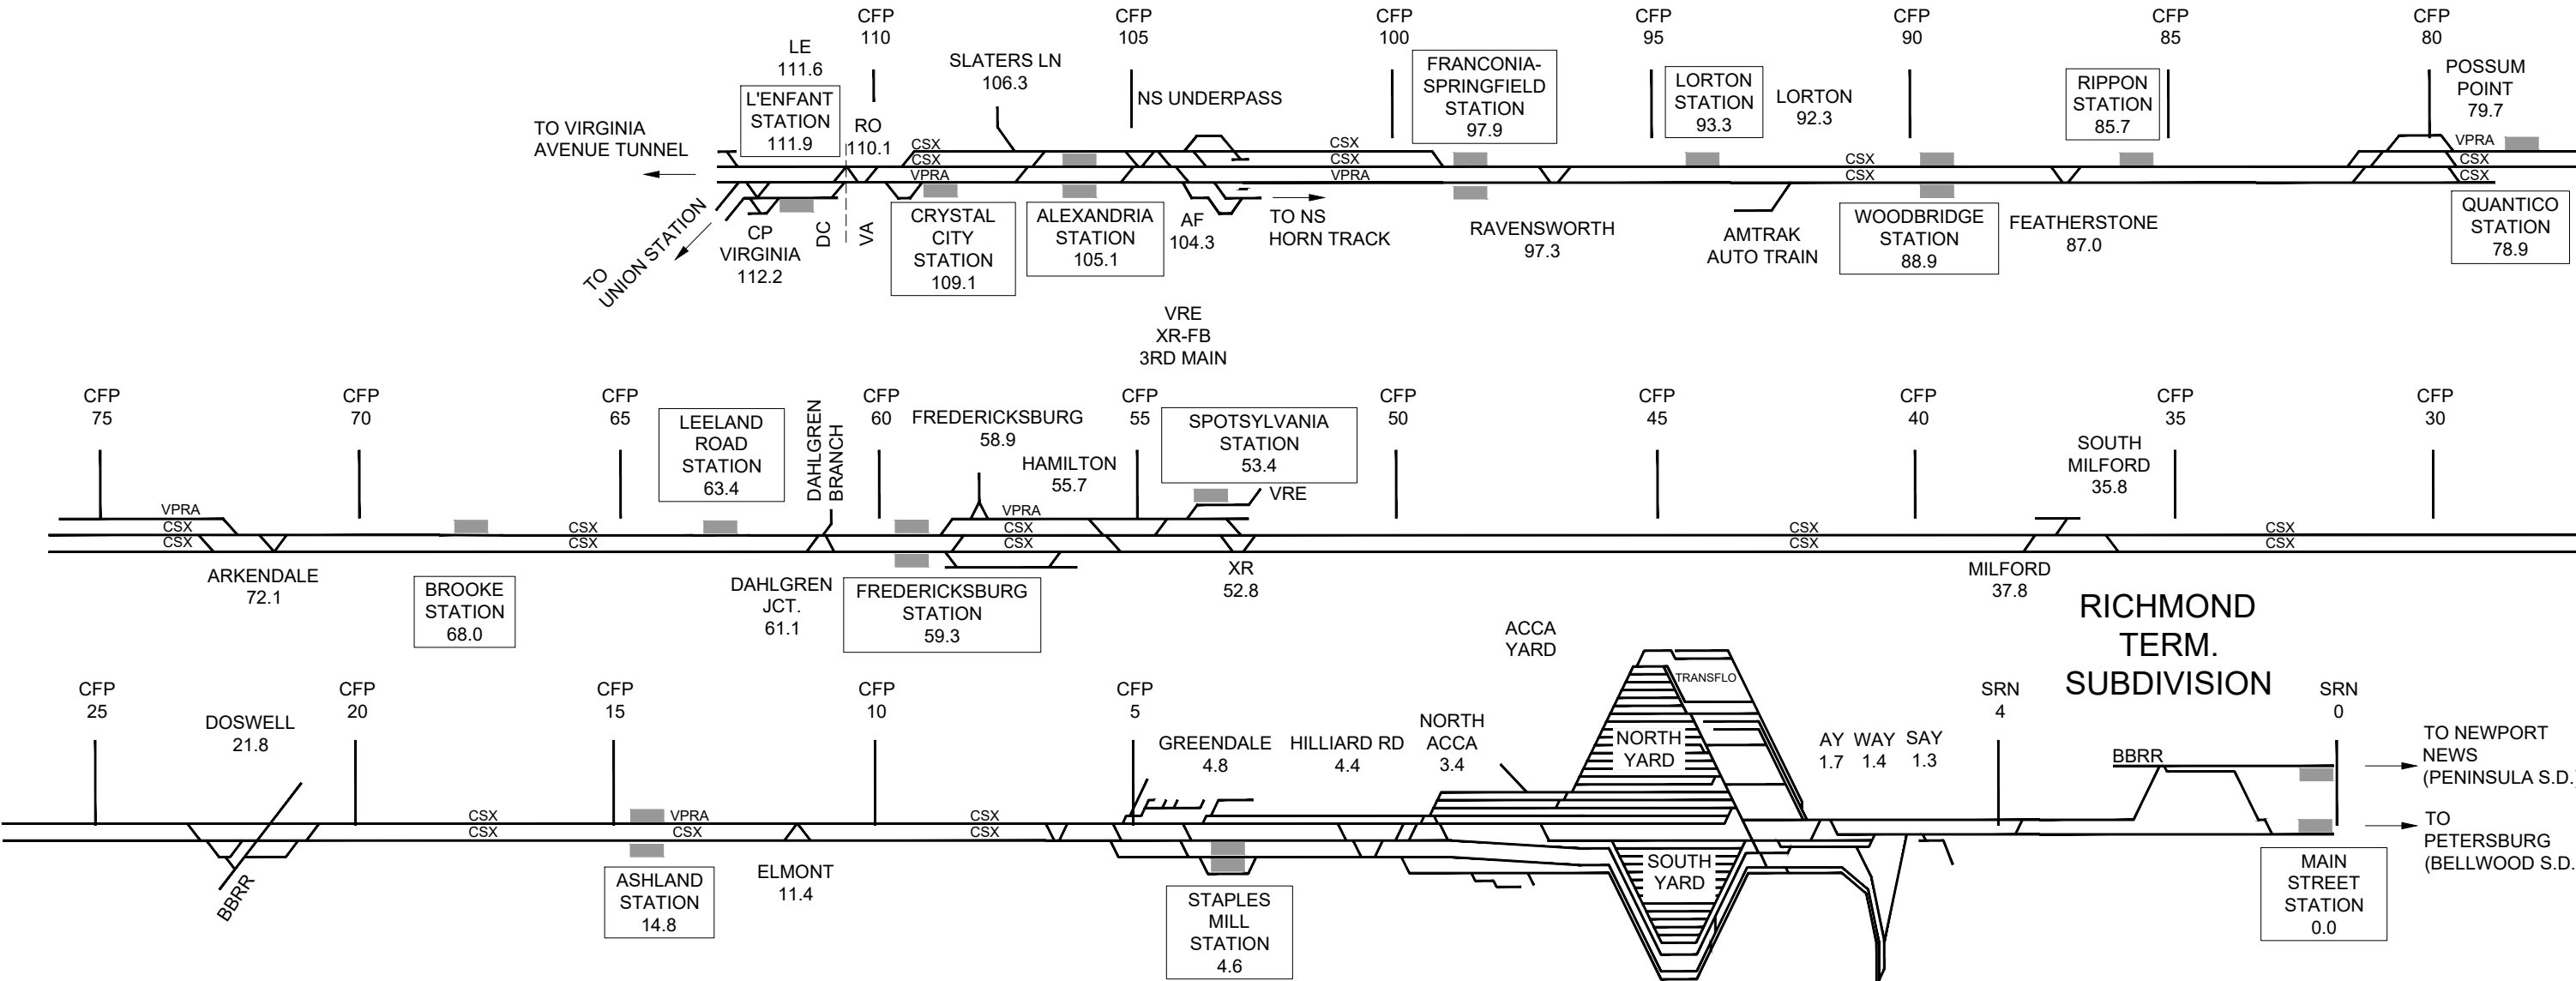 CFP
110
CFP
105
CFP
100
CFP
95
CFP
90
CFP
85
CFP
80
LE
111.6
L'ENFANT
STATION
111.9
RO
110.1
SLATERS LN
106.3
NS UNDERPASS
FRANCONIA-
SPRINGFIELD
STATION
97.9
LORTON
STATION
93.3
LORTON
92.3
RIPPON
STATION
85.7
POSSUM
POINT
79.7
TO VIRGINIA
AVENUE TUNNEL
CSX
CSX
VPRA
CSX
CSX
VPRA
CSX
CSX
VPRA
CSX
CSX
TO
UNION STATION
CP
VIRGINIA
112.2
DC
VA
CRYSTAL
CITY
STATION
109.1
ALEXANDRIA
STATION
105.1
AF
104.3
TO NS
HORN TRACK
RAVENSWORTH
97.3
AMTRAK
AUTO TRAIN
WOODBRIDGE
STATION
88.9
FEATHERSTONE
87.0
QUANTICO
STATION
78.9
VRE
XR-FB
3RD MAIN
CFP
75
CFP
70
CFP
65
CFP
60
CFP
55
CFP
50
CFP
45
CFP
40
CFP
35
CFP
30
LEELAND
ROAD
STATION
63.4
DAHLGREN
BRANCH
FREDERICKSBURG
58.9
HAMILTON
55.7
SPOTSYLVANIA
STATION
53.4
VRE
SOUTH
MILFORD
35.8
VPRA
CSX
CSX
CSX
CSX
VPRA
CSX
CSX
CSX
CSX
CSX
CSX
ARKENDALE
72.1
BROOKE
STATION
68.0
DAHLGREN
JCT.
61.1
FREDERICKSBURG
STATION
59.3
XR
52.8
MILFORD
37.8
RICHMOND
TERM.
SUBDIVISION
CFP
25
CFP
20
CFP
15
CFP
10
CFP
5
ACCA
YARD
TRANSFLO
SRN
4
SRN
0
DOSWELL
21.8
GREENDALE
4.8
HILLIARD RD
4.4
NORTH
ACCA
3.4
NORTH
YARD
AY
1.7
WAY
1.4
SAY
1.3
BBRR
TO NEWPORT
NEWS
(PENINSULA S.D.)
CSX
CSX
VPRA
CSX
CSX
CSX
BBRR
ASHLAND
STATION
14.8
ELMONT
11.4
STAPLES
MILL
STATION
4.6
SOUTH
YARD
MAIN
STREET
STATION
0.0
TO
PETERSBURG
(BELLWOOD S.D.